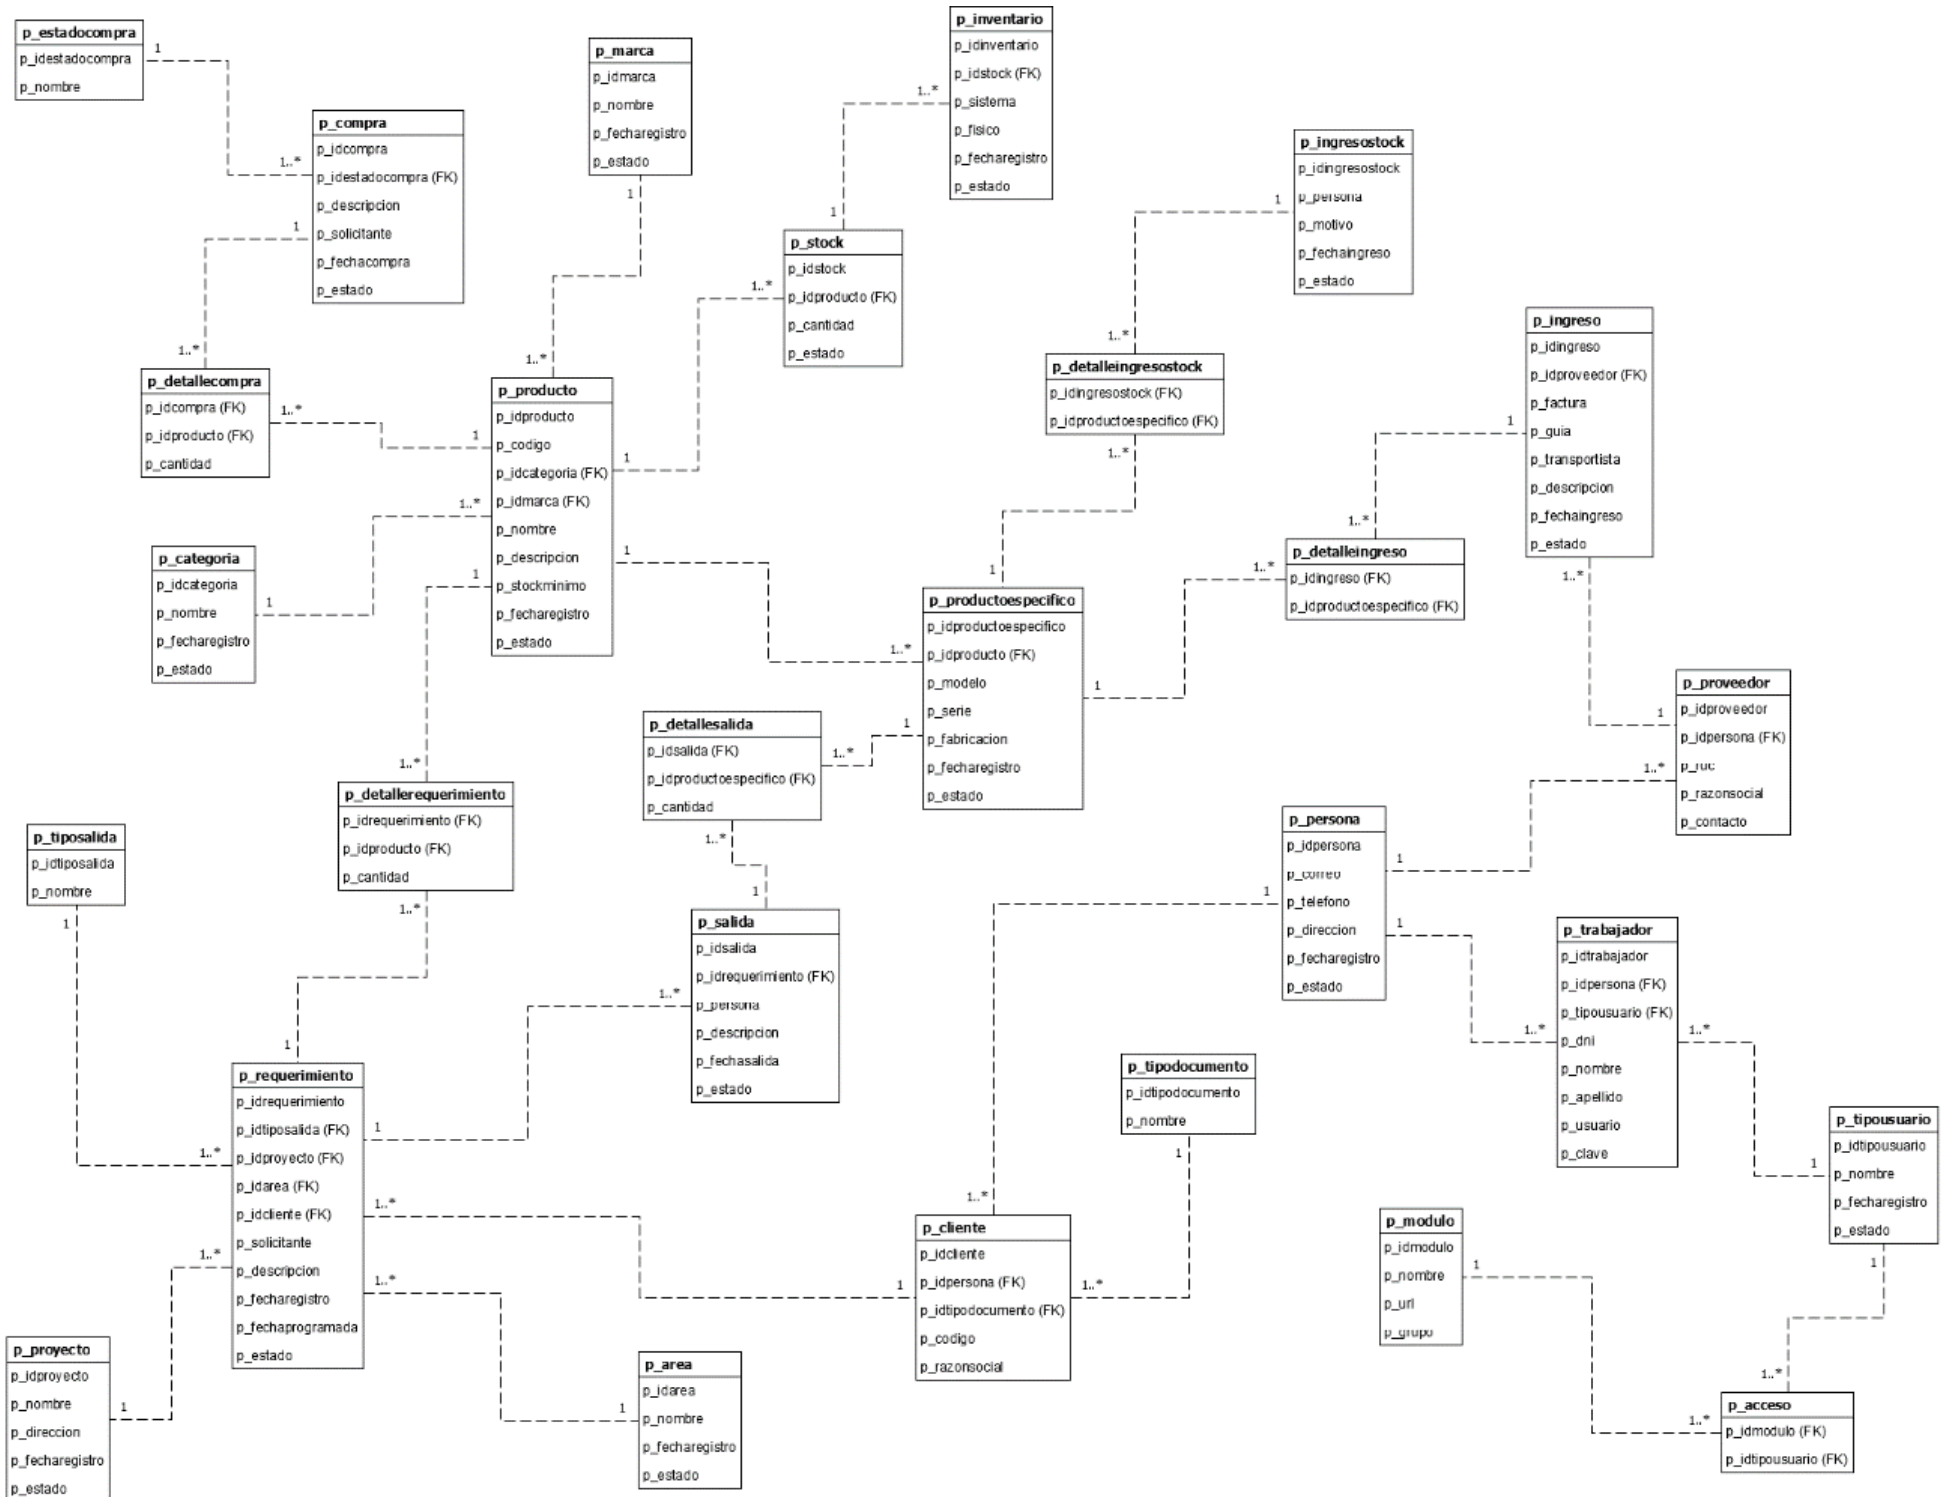 p_estadocompra
p_idestadocompra
p_nombre
1
1..*
p_compra
p_idcompra
p_idestadocompra (FK)
p_descripcion
p_solicitante
p_fechacompra
p_estado
1
1..*
p_detallecompra
p_idcompra (FK)
p_idproducto (FK)
p_cantidad
1..*
1
p_marca
p_idmarca
p_nombre
p_fecharegistro
p_estado
1
1..*
p_producto
p_idproducto
p_codigo
p_idcategoria (FK)
p_idmarca (FK)
p_nombre
p_descripcion
p_stockminimo
p_fecharegistro
p_estado
1
1..*
p_stock
p_idstock
p_idproducto (FK)
p_cantidad
p_estado
1
1..*
p_inventario
p_idinventario
p_idstock (FK)
p_sistema
p_fisico
p_fecharegistro
p_estado
p_ingresostock
p_idingresostock
p_persona
p_motivo
p_fechaingreso
p_estado
1
1..*
p_detalleingresostock
p_idingresostock (FK)
p_idproductoespecifico (FK)
1..*
1
p_ingreso
p_idingreso
p_idproveedor (FK)
p_factura
p_guia
p_transportista
p_descripcion
p_fechaingreso
p_estado
1
1..*
p_detalleingreso
p_idingreso (FK)
p_idproductoespecifico (FK)
1..*
1
1..*
1
p_categoria
p_idcategoria
p_nombre
p_fecharegistro
p_estado
1
1..*
1
1..*
p_productoespecifico
p_idproductoespecifico
p_idproducto (FK)
p_modelo
p_serie
p_fabricacion
p_fecharegistro
p_estado
1
1..*
p_proveedor
p_idproveedor
p_idpersona (FK)
p_ruc
p_razonsocial
p_contacto
1..*
1
p_detallesalida
p_idsalida (FK)
p_idproductoespecifico (FK)
p_cantidad
1..*
1
1
1..*
p_detallerequerimiento
p_idrequerimiento (FK)
p_idproducto (FK)
p_cantidad
1..*
1
p_tiposalida
p_idtiposalida
p_nombre
1
1..*
p_salida
p_idsalida
p_idrequerimiento (FK)
p_persona
p_descripcion
p_fechasalida
p_estado
1..*
1
p_persona
p_idpersona
p_correo
p_telefono
p_direccion
p_fecharegistro
p_estado
1
1..*
1
1..*
p_trabajador
p_idtrabajador
p_idpersona (FK)
p_tipousuario (FK)
p_dni
p_nombre
p_apellido
p_usuario
p_clave
1..*
1
p_requerimiento
p_idrequerimiento
p_idtiposalida (FK)
p_idproyecto (FK)
p_idarea (FK)
p_idcliente (FK)
p_solicitante
p_descripcion
p_fecharegistro
p_fechaprogramada
p_estado
1..*
1
1..*
1
1..*
1
p_tipodocumento
p_idtipodocumento
p_nombre
1
1..*
p_cliente
p_idcliente
p_idpersona (FK)
p_idtipodocumento (FK)
p_codigo
p_razonsocial
p_tipousuario
p_idtipousuario
p_nombre
p_fecharegistro
p_estado
1
1..*
p_modulo
p_idmodulo
p_nombre
p_url
p_grupo
1
1..*
p_acceso
p_idmodulo (FK)
p_idtipousuario (FK)
p_proyecto
p_idproyecto
p_nombre
p_direccion
p_fecharegistro
p_estado
p_area
p_idarea
p_nombre
p_fecharegistro
p_estado